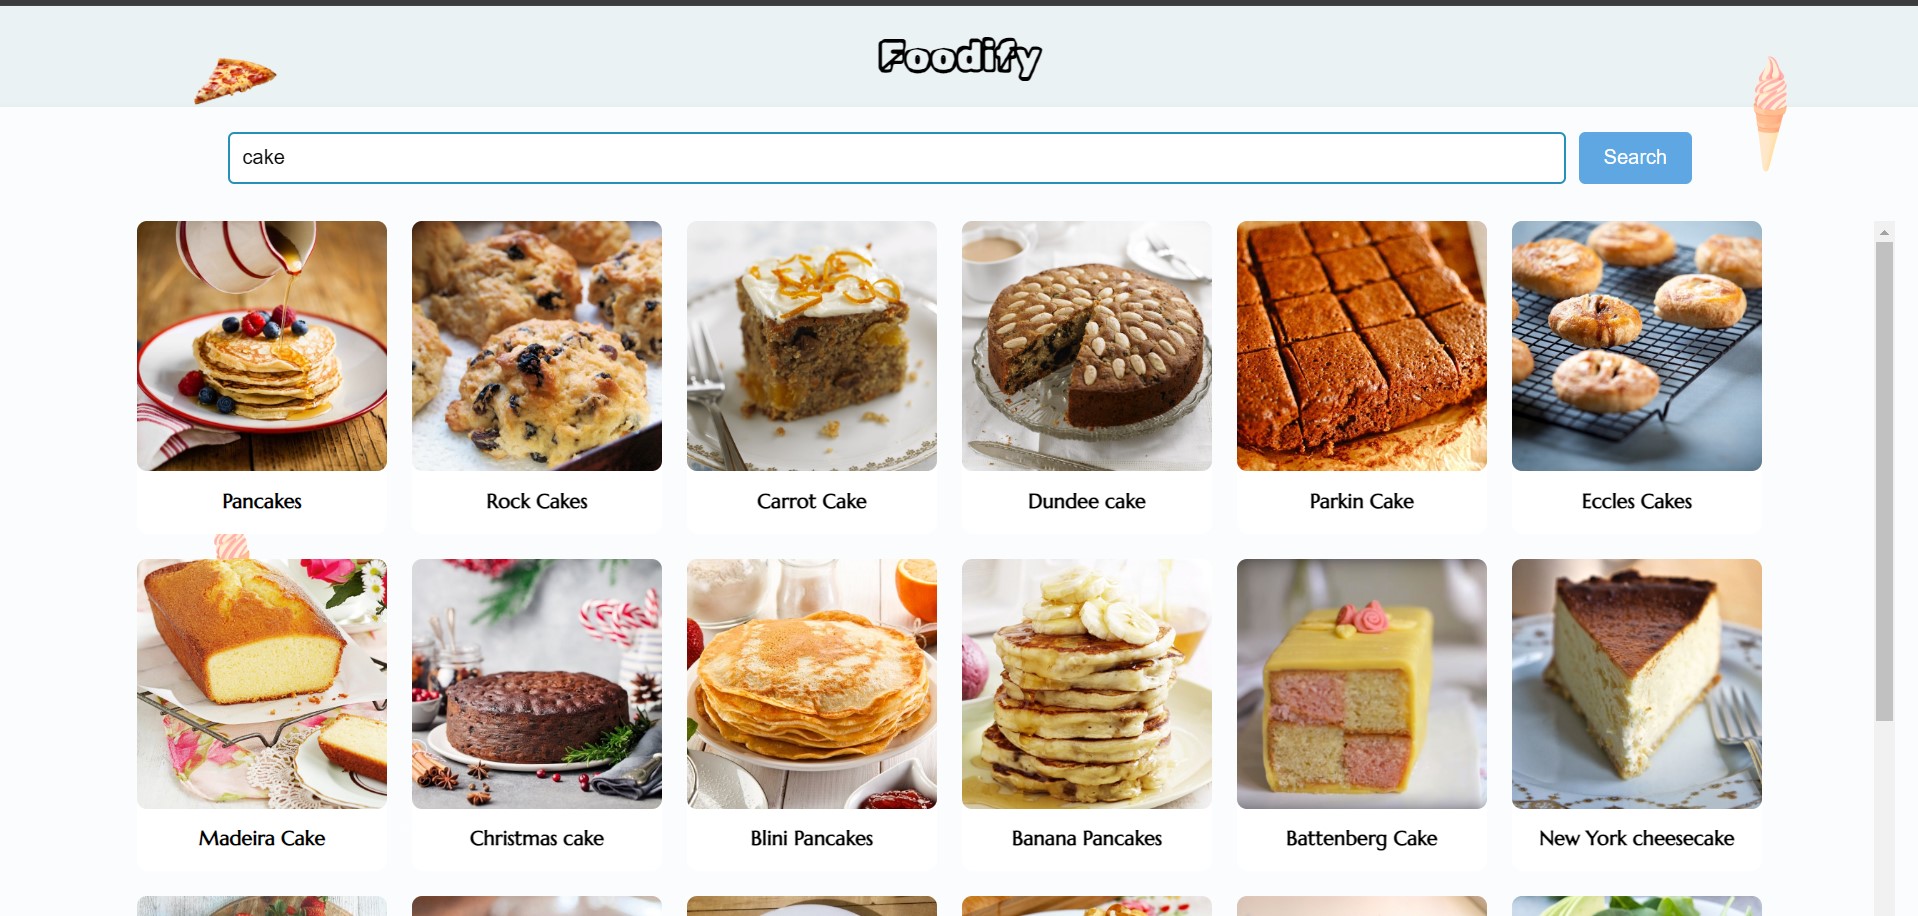 Foodify
cake
Search
Pancakes
Rock Cakes
Carrot Cake
Dundee cake
Parkin Cake
Eccles Cakes
Madeira Cake
Christmas cake
Blini Pancakes
Banana Pancakes
Battenberg Cake
New York cheesecake